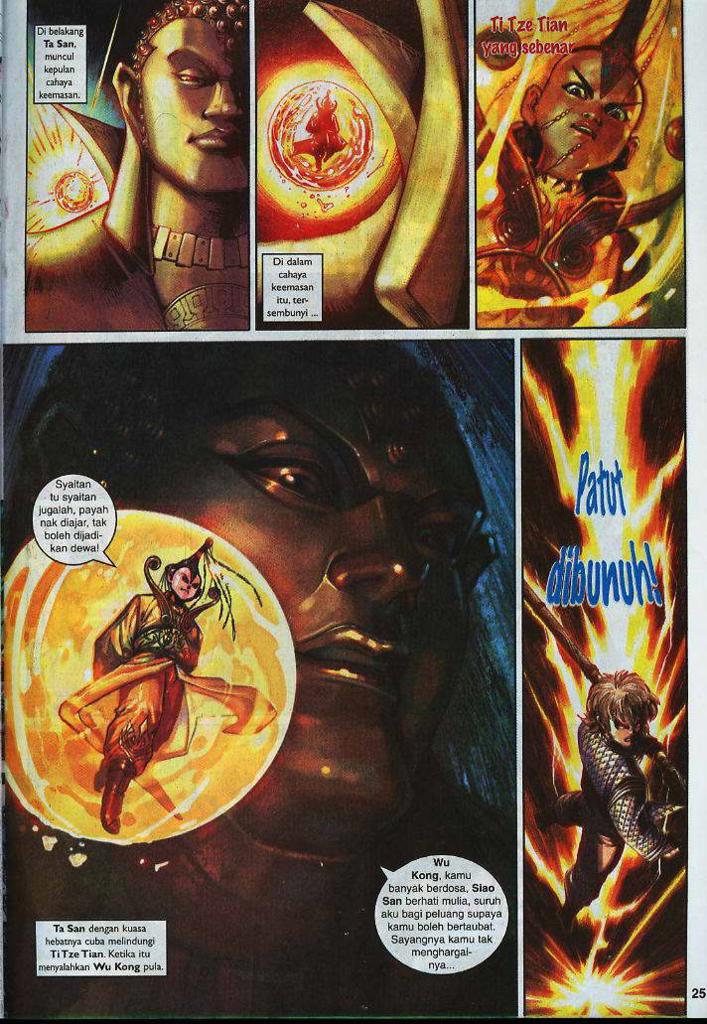 Di belakang
Ta San,
muncul
kepulan
cahaya
keemasan.
Di dalam
cahaya
keemasan
itu, ter-
sembunyi ...
Ti Tze Tian
yang sebenar
Syaitan
tu syaitan
jugalah, payah
nak diajar, tak
boleh dijadi-
kan dewa!
Wu
Kong, kamu
banyak berdosa, Siao
San berhati mulia, suruh
aku bagi peluang supaya
kamu boleh bertaubat.
Sayangnya kamu tak
menghargal-
nya...
Ta San dengan kuasa
hebatnya cuba melindungi
Ti Tze Tian. Ketika itu
menyalahkan Wu Kong pula.
Patut
dibunuh!
25